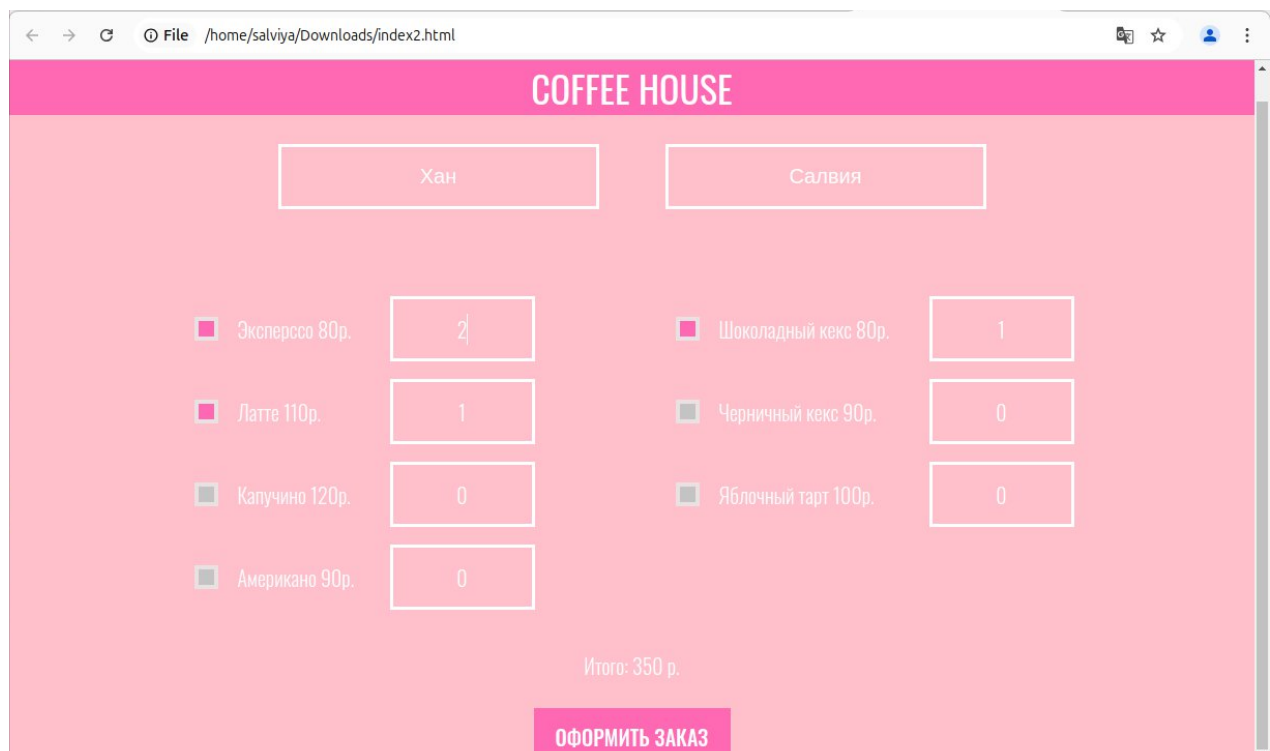 File /home/salviya/Downloads/index2.html
COFFEE HOUSE
Хан Салвия
Эксперссо 80р. 2 Шоколадный кекс 80р. 1
Латте 110р. 1 Черничный кекс 90р. 0
Капучино 120р. 0 Яблочный тарт 100р. 0
Американо 90р. 0
Итого: 350 р.
ОФОРМИТЬ ЗАКАЗ